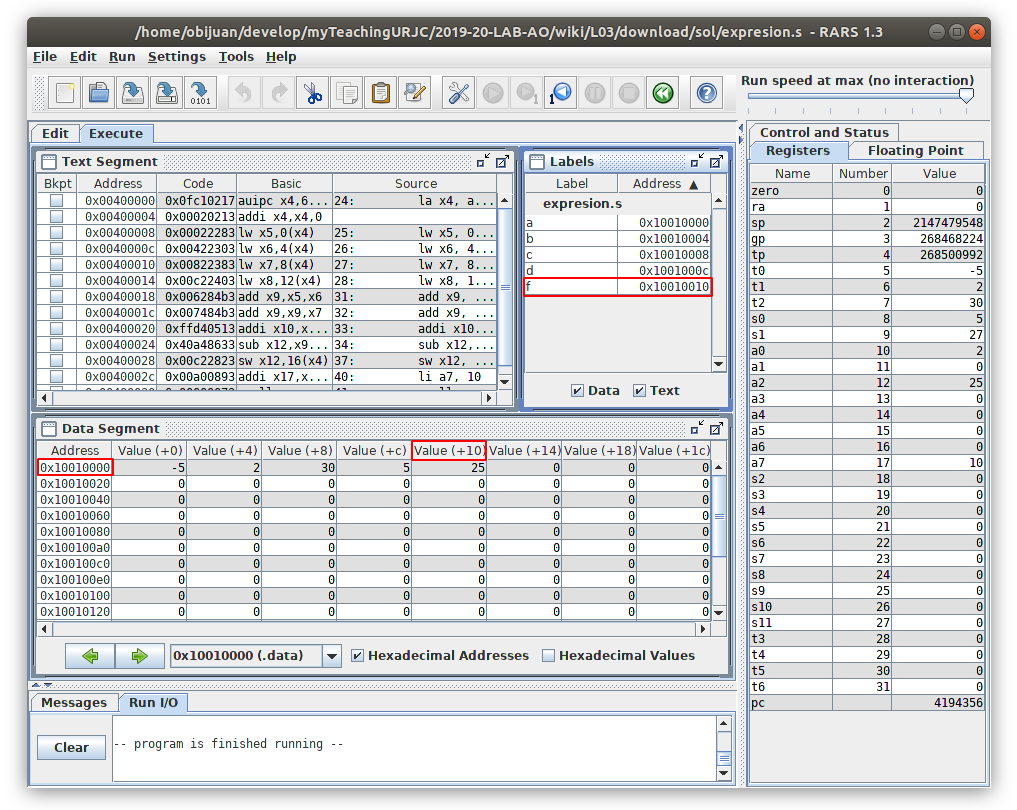 /home/obijuan/develop/myTeachingURJC/2019-20-LAB-AO/wiki/L03/download/sol/expresion.s - RARS 1.3
File Edit Run Settings Tools Help
Run speed at max (no interaction)
Edit Execute
Text Segment
Bkpt Address Code Basic Source
0x00400000 0x0fc10217 auipc x4,6... 24: la x4, a...
0x00400004 0x00020213 addi x4,x4,0
0x00400008 0x00022283 lw x5,0(x4) 25: lw x5, 0...
0x0040000c 0x00422303 lw x6,4(x4) 26: lw x6, 4...
0x00400010 0x00822383 lw x7,8(x4) 27: lw x7, 8...
0x00400014 0x00c22403 lw x8,12(x4) 28: lw x8, 1...
0x00400018 0x006284b3 add x9,x5,x6 31: add x9, ...
0x0040001c 0x007484b3 add x9,x9,x7 32: add x9, ...
0x00400020 0xffd40513 addi x10,x... 33: addi x10...
0x00400024 0x40a48633 sub x12,x9... 34: sub x12,...
0x00400028 0x00c22823 sw x12,16(x4) 37: sw x12, ...
0x0040002c 0x00a00893 addi x17,x... 40: li a7, 10
Labels
Label Address ▲
expresion.s
a 0x10010000
b 0x10010004
c 0x10010008
d 0x1001000c
f 0x10010010
Data Text
Data Segment
Address Value (+0) Value (+4) Value (+8) Value (+c) Value (+10) Value (+14) Value (+18) Value (+1c)
0x10010000 -5 2 30 5 25 0 0 0
0x10010020 0 0 0 0 0 0 0 0
0x10010040 0 0 0 0 0 0 0 0
0x10010060 0 0 0 0 0 0 0 0
0x10010080 0 0 0 0 0 0 0 0
0x100100a0 0 0 0 0 0 0 0 0
0x100100c0 0 0 0 0 0 0 0 0
0x100100e0 0 0 0 0 0 0 0 0
0x10010100 0 0 0 0 0 0 0 0
0x10010120 0 0 0 0 0 0 0 0
0x10010000 (.data) Hexadecimal Addresses Hexadecimal Values
Messages Run I/O
Clear
-- program is finished running --
Control and Status
Registers Floating Point
Name Number Value
zero 0 0
ra 1 0
sp 2 2147479548
gp 3 268468224
tp 4 268500992
t0 5 -5
t1 6 2
t2 7 30
s0 8 5
s1 9 27
a0 10 2
a1 11 0
a2 12 25
a3 13 0
a4 14 0
a5 15 0
a6 16 0
a7 17 10
s2 18 0
s3 19 0
s4 20 0
s5 21 0
s6 22 0
s7 23 0
s8 24 0
s9 25 0
s10 26 0
s11 27 0
t3 28 0
t4 29 0
t5 30 0
t6 31 0
pc 4194356